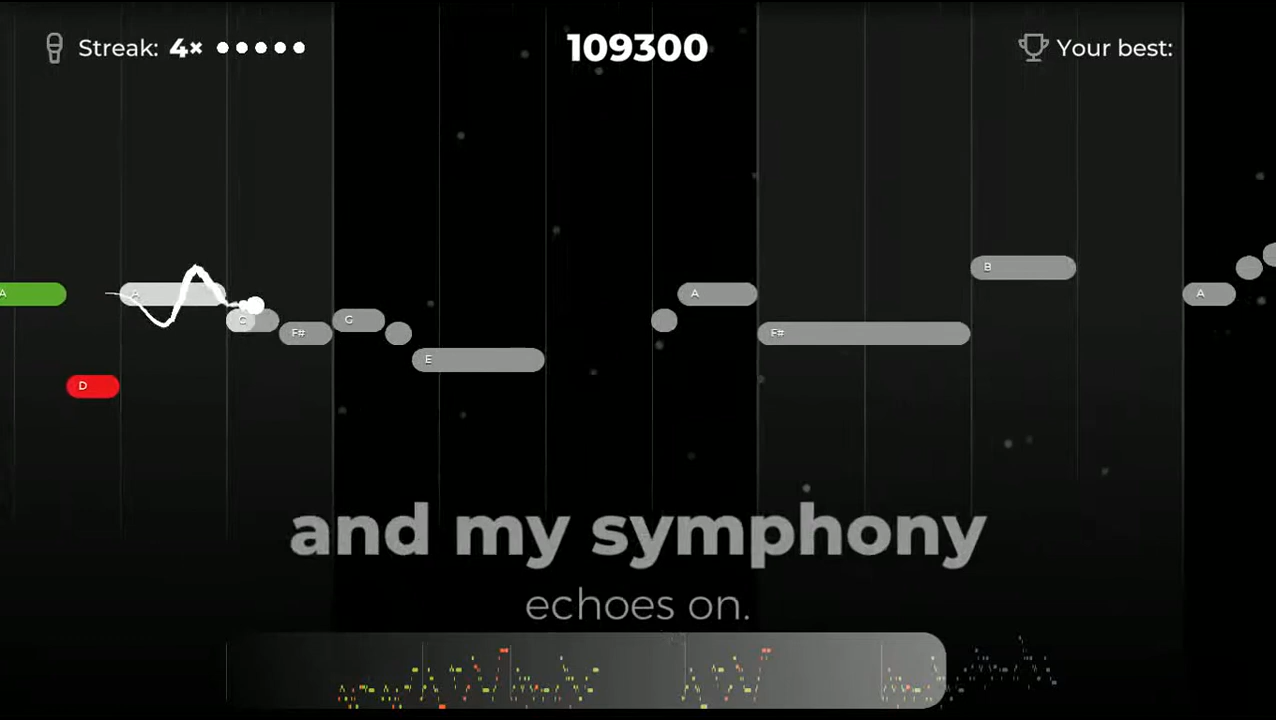 Streak: 4×
109300
Your best:
A
D
A
G
F#
G
E
A
F#
B
A
and my symphony
echoes on.